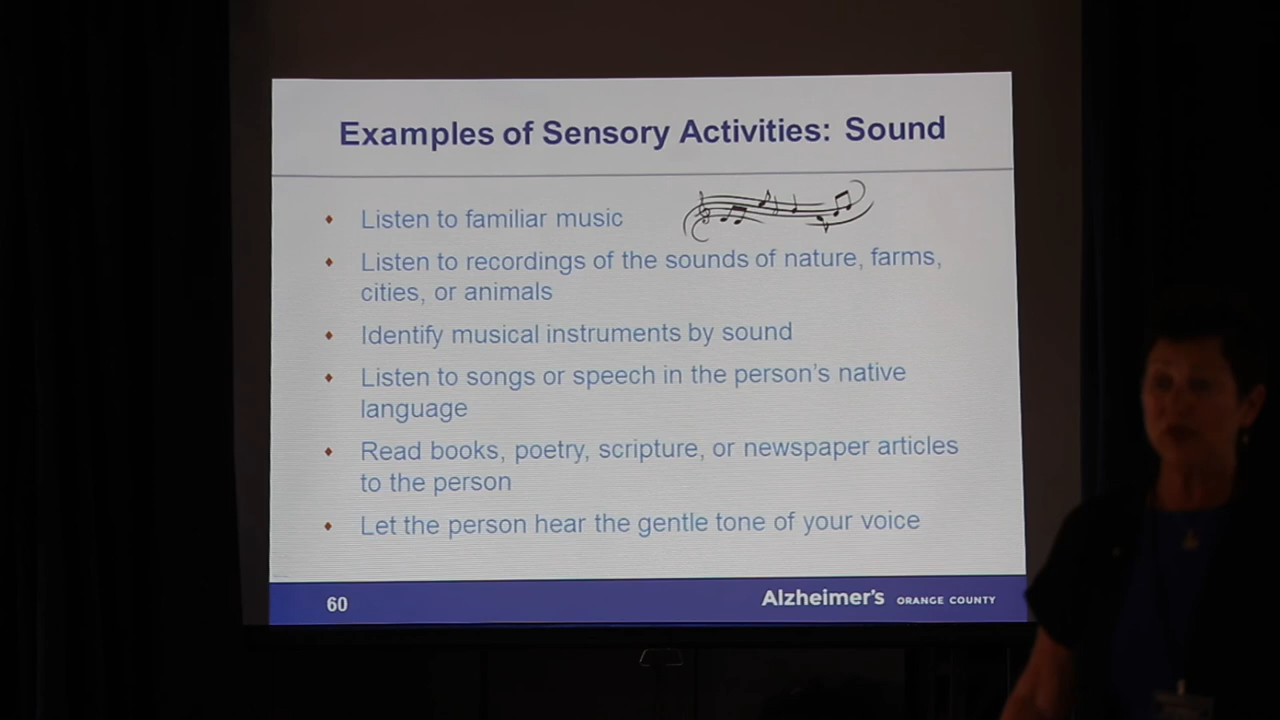 Examples of Sensory Activities: Sound
Listen to familiar music
Listen to recordings of the sounds of nature, farms,
cities, or animals
Identify musical instruments by sound
Listen to songs or speech in the person's native
language
Read books, poetry, scripture, or newspaper articles
to the person
Let the person hear the gentle tone of your voice
60
Alzheimer's ORANGE COUNTY